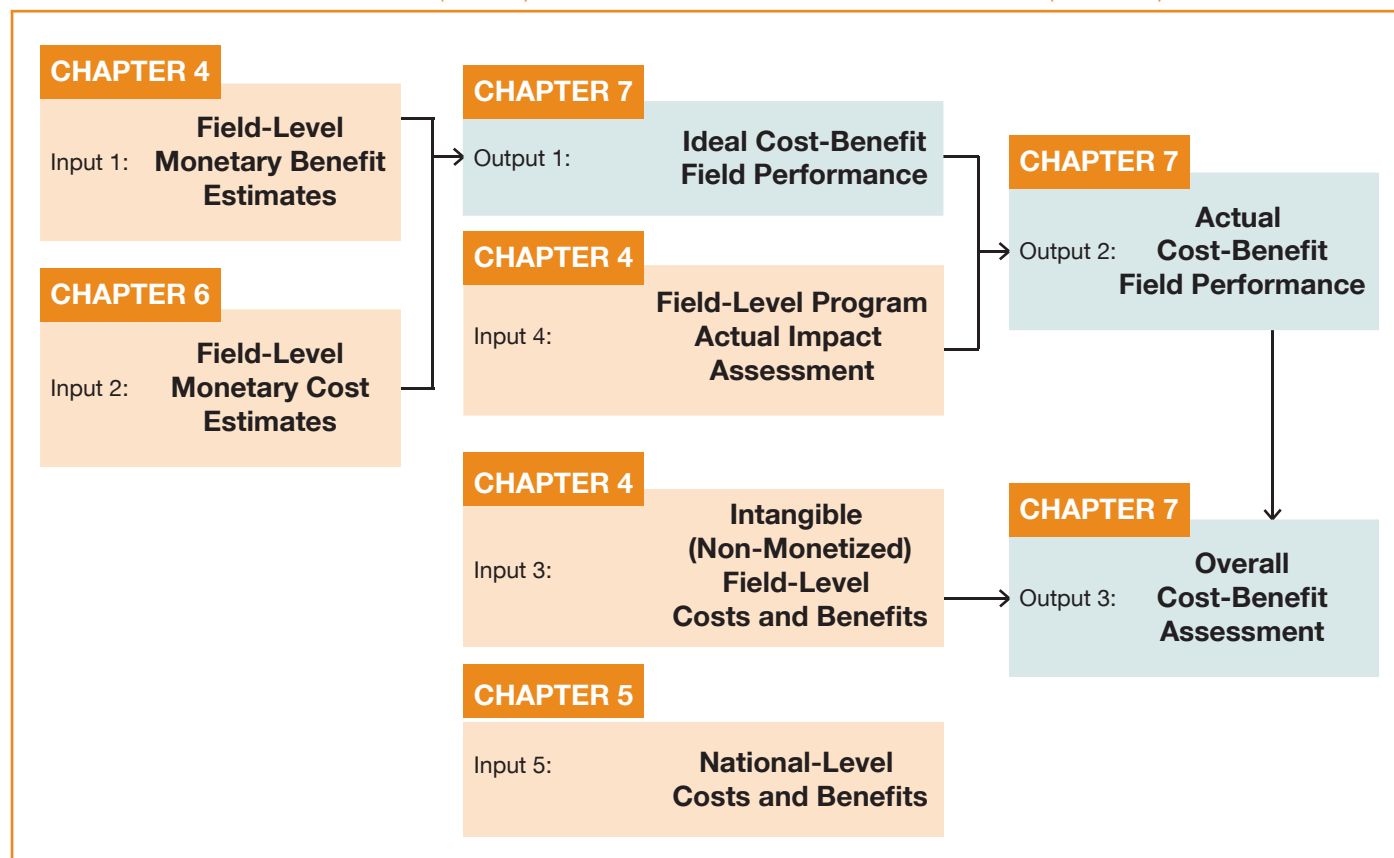 CHAPTER 4
Input 1:
Field-Level
Monetary Benefit
Estimates
CHAPTER 6
Input 2:
Field-Level
Monetary Cost
Estimates
CHAPTER 7
Output 1:
Ideal Cost-Benefit
Field Performance
CHAPTER 4
Input 4:
Field-Level Program
Actual Impact
Assessment
CHAPTER 4
Input 3:
Intangible
(Non-Monetized)
Field-Level
Costs and Benefits
CHAPTER 5
Input 5:
National-Level
Costs and Benefits
CHAPTER 7
Output 2:
Actual
Cost-Benefit
Field Performance
CHAPTER 7
Output 3:
Overall
Cost-Benefit
Assessment